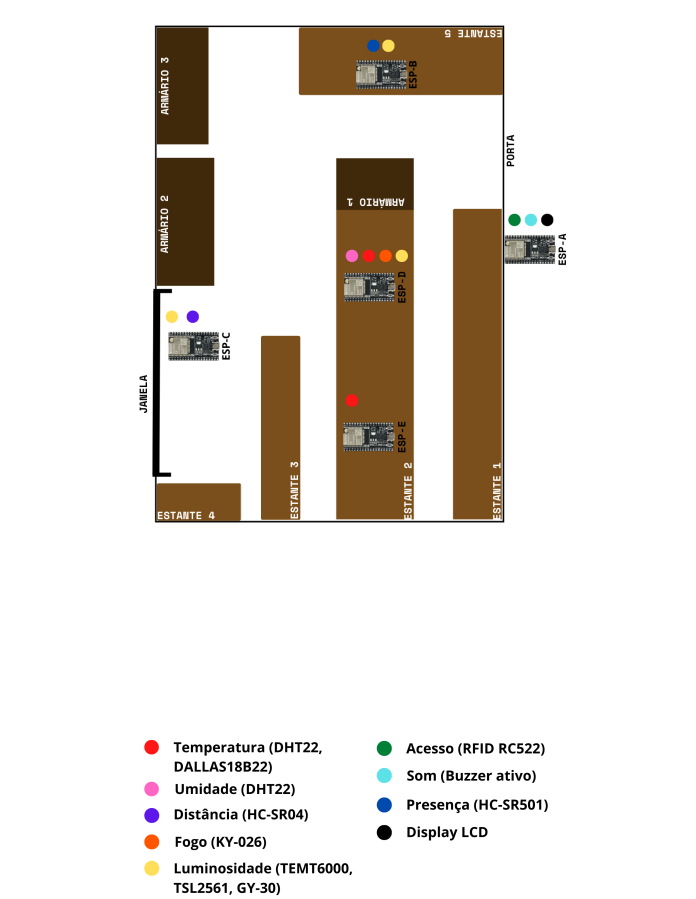 ESTANTE 5
ARMÁRIO 3
ESP-B
PORTA
ARMÁRIO 2
ARMÁRIO 1
ESP-A
ESP-D
ESP-C
JANELA
ESP-E
ESTANTE 3
ESTANTE 2
ESTANTE 1
ESTANTE 4
Temperatura (DHT22,
DALLAS18B22)
Umidade (DHT22)
Distância (HC-SR04)
Fogo (KY-026)
Luminosidade (TEMT6000,
TSL2561, GY-30)
Acesso (RFID RC522)
Som (Buzzer ativo)
Presença (HC-SR501)
Display LCD